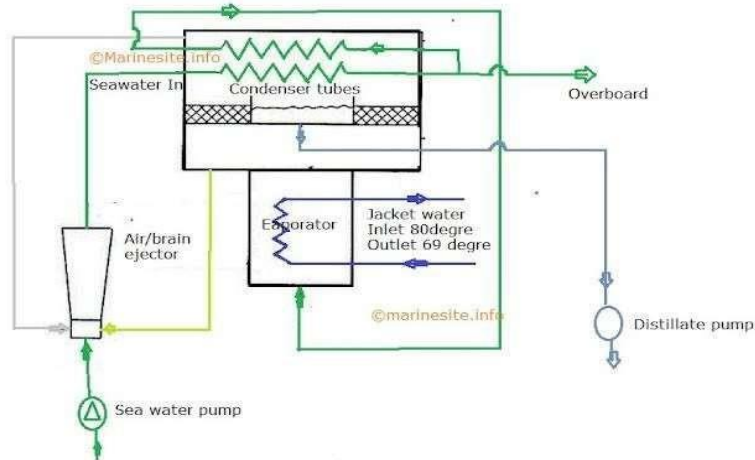 ©Marinesite.info
Seawater In
Condenser tubes
Overboard
Air/brain
ejector
Eaporator
Jacket water
Inlet 80degre
Outlet 69 degre
©marinesite.info
Distillate pump
Sea water pump